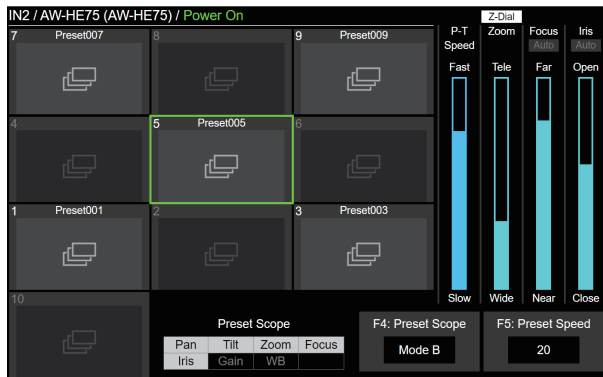 IN2 / AW-HE75 (AW-HE75) / Power On
Z-Dial
P-T Speed
Zoom
Focus
Auto
Iris
Auto
7 Preset007
8
9 Preset009
4
5 Preset005
6
1 Preset001
2
3 Preset003
10
Fast
Tele
Far
Open
Slow
Wide
Near
Close
Preset Scope
Pan Tilt Zoom Focus
Iris Gain WB
F4: Preset Scope
Mode B
F5: Preset Speed
20